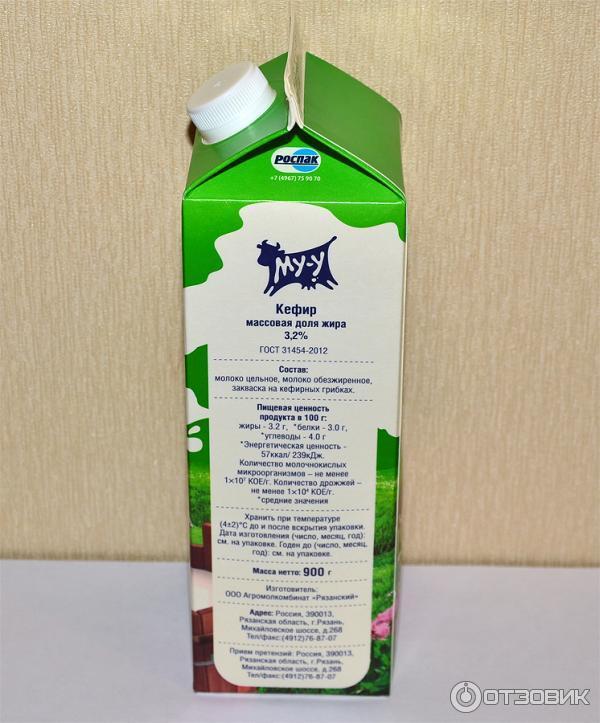 РОСПАК
+7 (4967) 75 90 70
Му-у
Кефир
массовая доля жира
3,2%
ГОСТ 31454-2012
Состав:
молоко цельное, молоко обезжиренное,
закваска на кефирных грибках.
Пищевая ценность
продукта в 100 г:
жиры - 3.2 г, *белки - 3.0 г,
*углеводы - 4.0 г
*Энергетическая ценность -
57ккал/ 239кДж.
Количество молочнокислых
микроорганизмов – не менее
1×10⁷ КОЕ/г. Количество дрожжей –
не менее 1×10⁴ КОЕ/г.
*средние значения
Хранить при температуре
(4±2)°С до и после вскрытия упаковки.
Дата изготовления (число, месяц, год):
см. на упаковке. Годен до (число, месяц,
год): см. на упаковке.
Масса нетто: 900 г
Изготовитель:
ООО Агромолкомбинат «Рязанский»
Адрес: Россия, 390013,
Рязанская область, г.Рязань,
Михайловское шоссе, д.268
Тел/факс:(4912)76-87-07
Прием претензий: Россия, 390013,
Рязанская область, г.Рязань,
Михайловское шоссе, д.268
Тел/факс:(4912)76-87-07
ОТЗОВИК